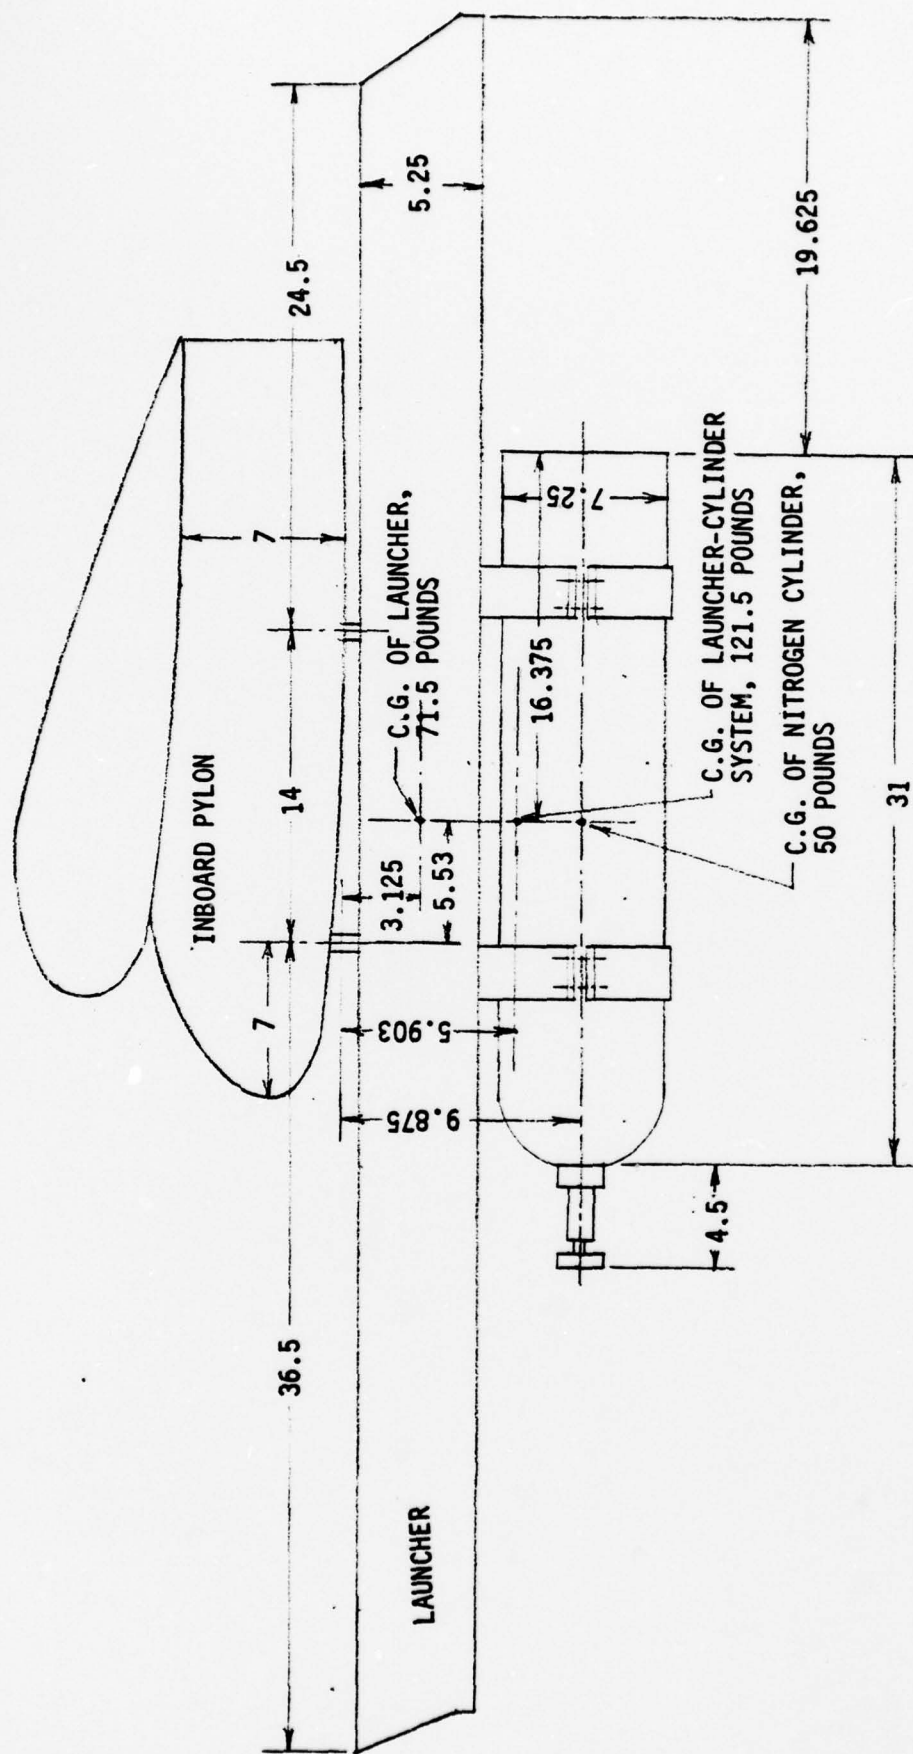 INBOARD PYLON
7
24.5
14
7
36.5
5.25
C.G. OF LAUNCHER,
71.5 POUNDS
3.125
5.53
5.903
9.875
LAUNCHER
7.25
16.375
C.G. OF LAUNCHER-CYLINDER
SYSTEM, 121.5 POUNDS
C.G. OF NITROGEN CYLINDER,
50 POUNDS
4.5
19.625
31